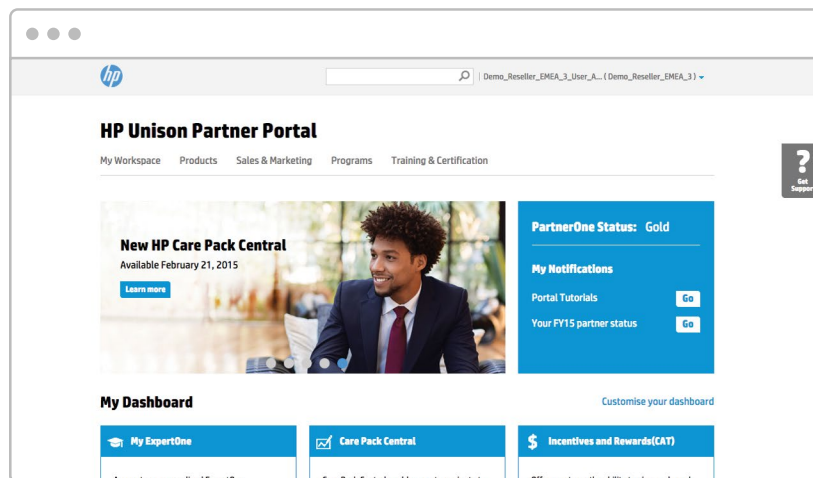 hp
Demo_Reseller_EMEA_3_User_A... ( Demo_Reseller_EMEA_3 )
HP Unison Partner Portal
My Workspace Products Sales & Marketing Programs Training & Certification
?
Get
Support
New HP Care Pack Central
Available February 21, 2015
Learn more
PartnerOne Status: Gold
My Notifications
Portal Tutorials Go
Your FY15 partner status Go
My Dashboard
Customise your dashboard
My ExpertOne
Care Pack Central
$ Incentives and Rewards(CAT)